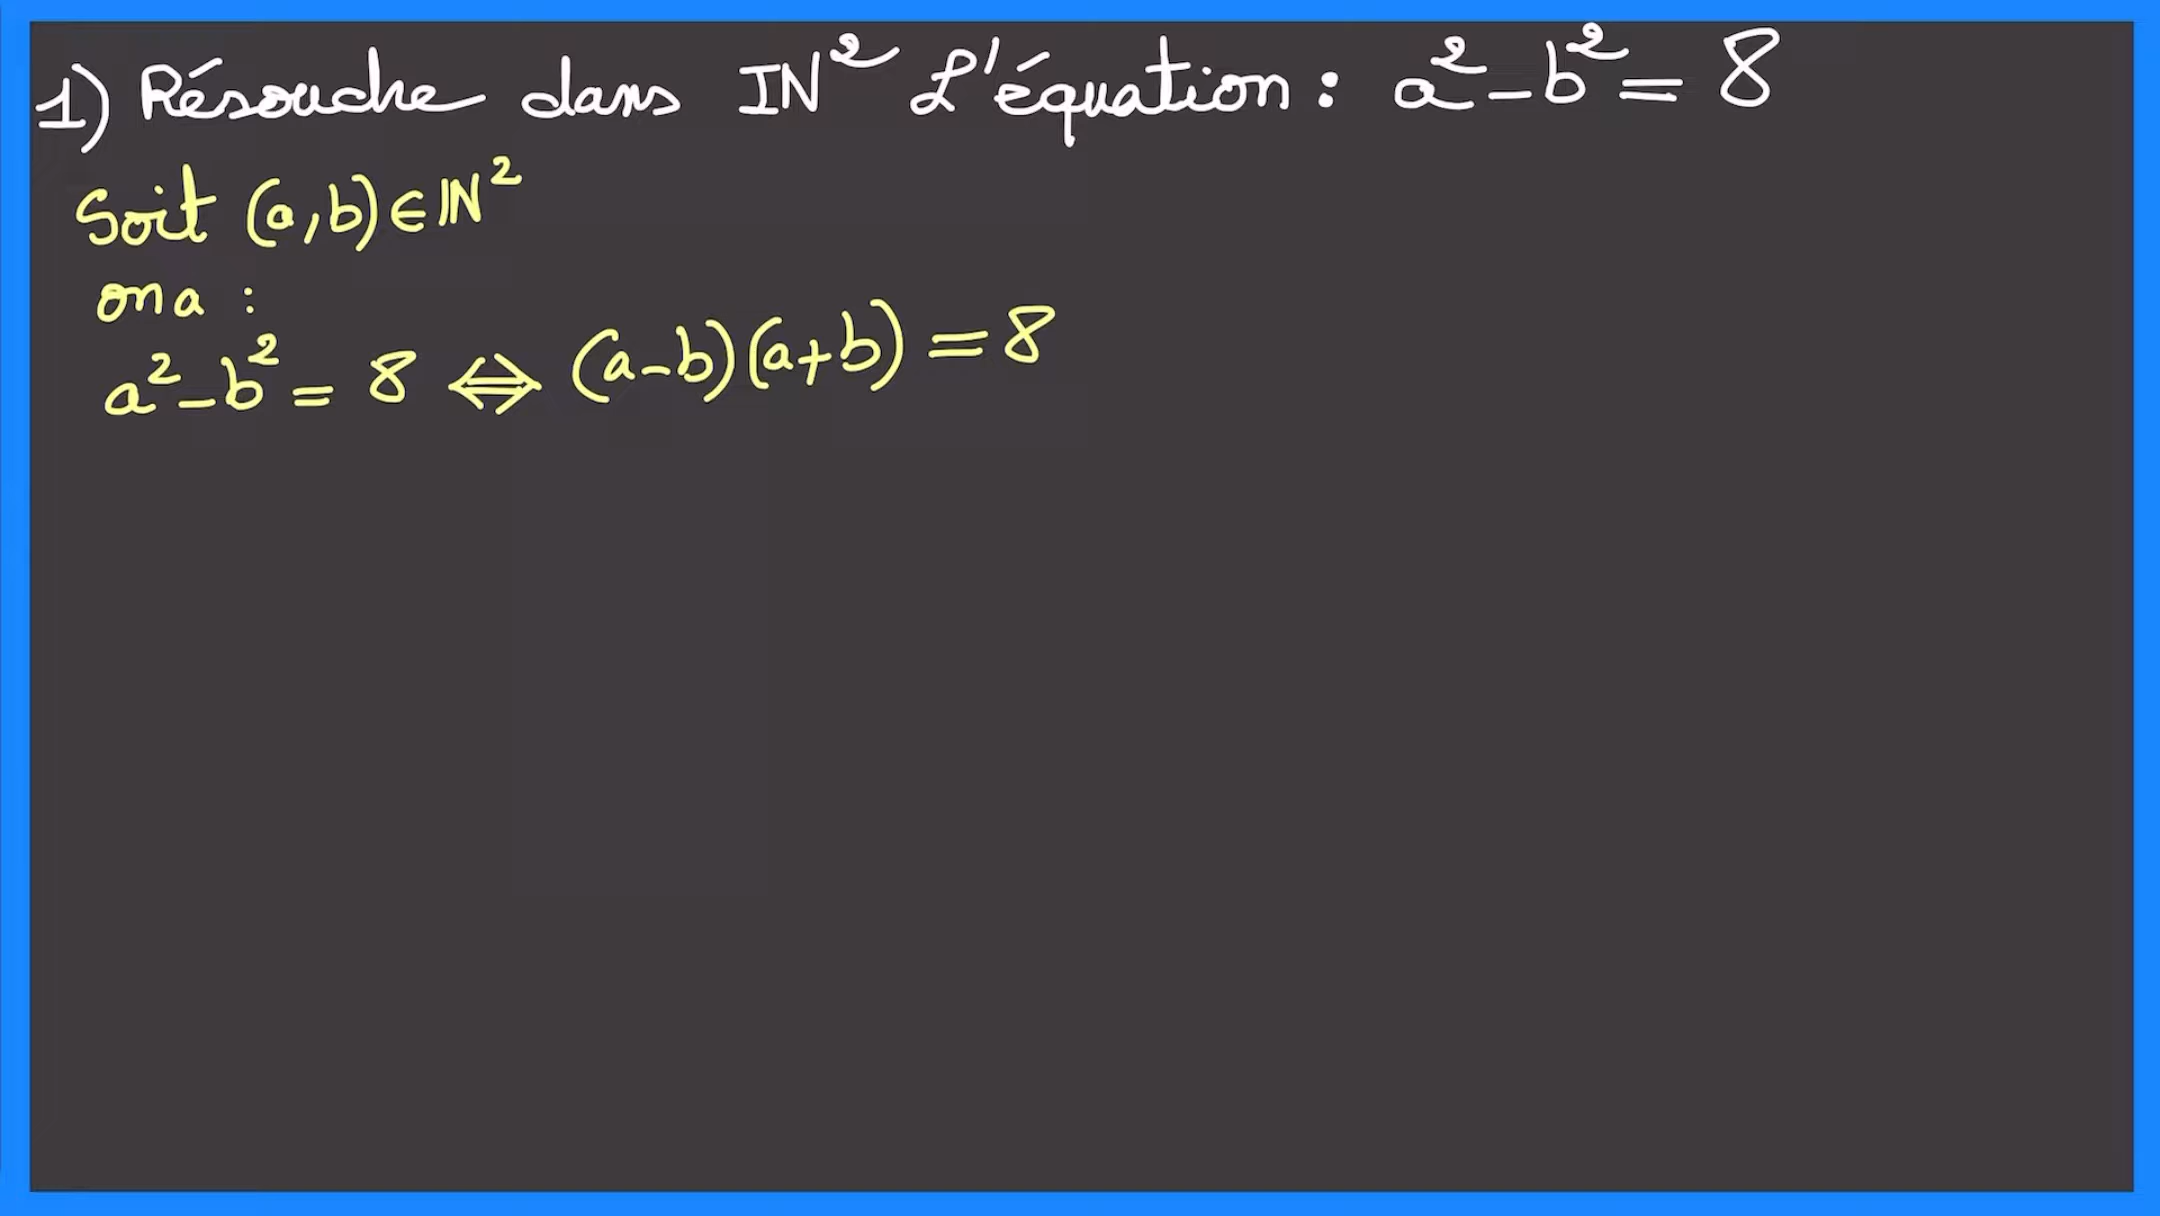 1) Résoudre dans IN² L'équation : a² - b² = 8
Soit (a,b) ∈ IN²
on a :
a² - b² = 8 ⇔ (a-b)(a+b) = 8